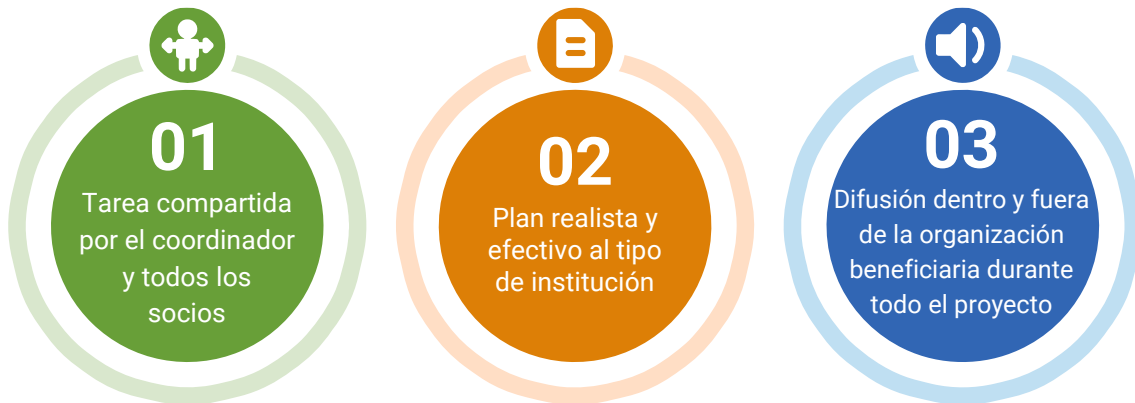 01
Tarea compartida
por el coordinador
y todos los
socios
02
Plan realista y
efectivo al tipo
de institución
03
Difusión dentro y fuera
de la organización
beneficiaria durante
todo el proyecto